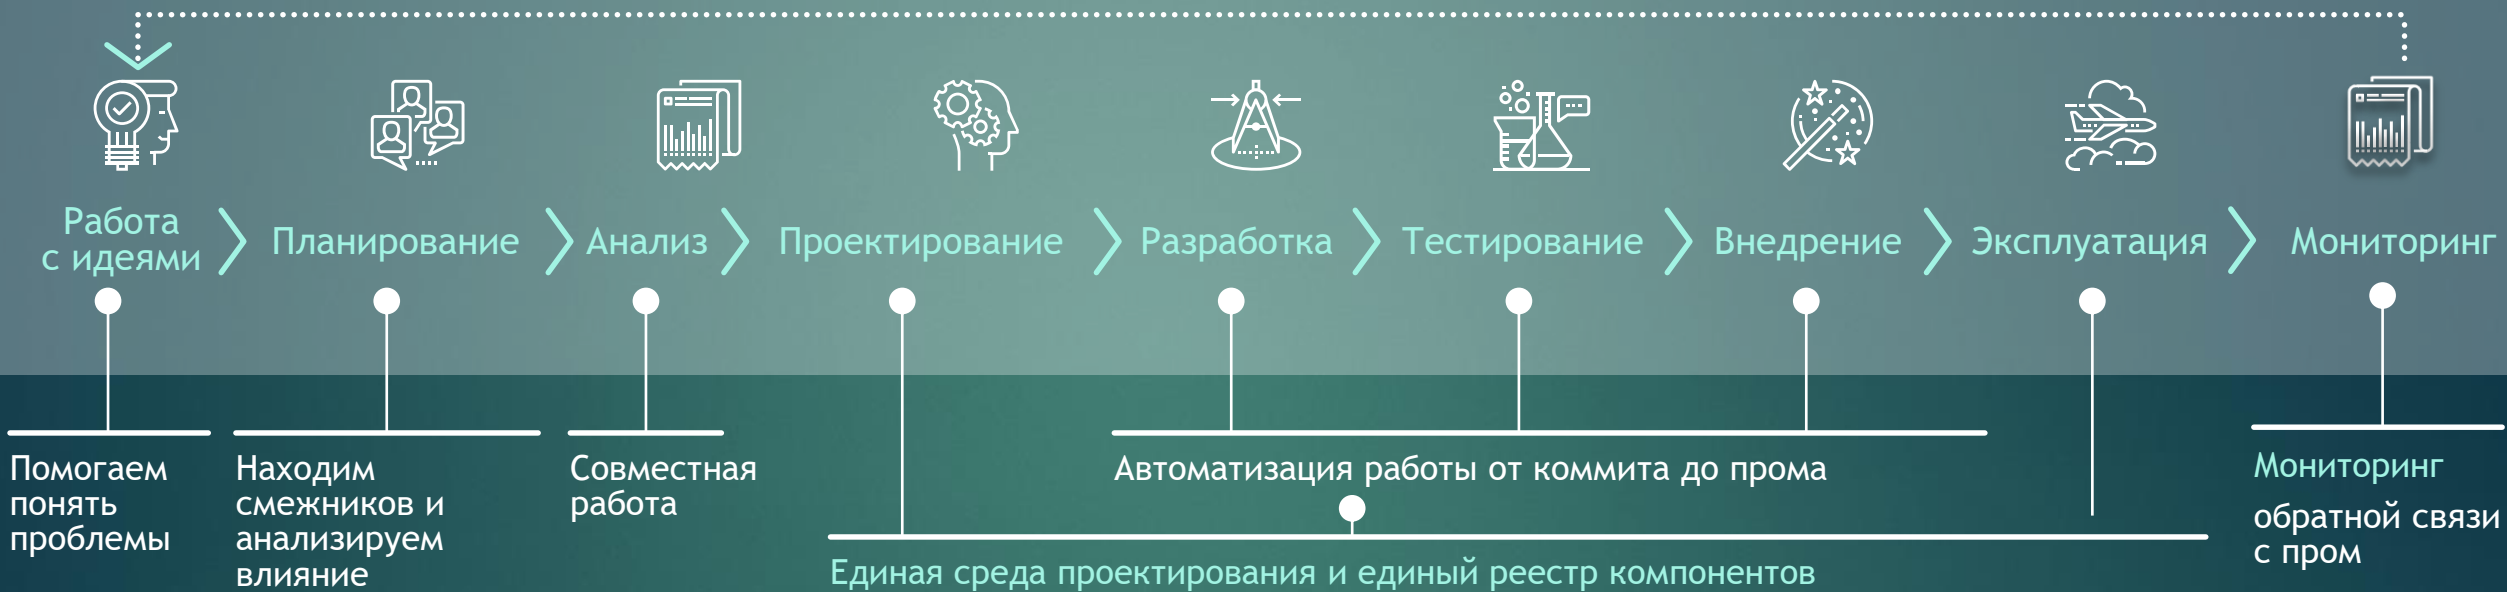 Работа
с идеями
Планирование
Анализ
Проектирование
Разработка
Тестирование
Внедрение
Эксплуатация
Мониторинг
Помогаем
понять
проблемы
Находим
смежников и
анализируем
влияние
Совместная
работа
Автоматизация работы от коммита до прома
Единая среда проектирования и единый реестр компонентов
Мониторинг
обратной связи
с пром